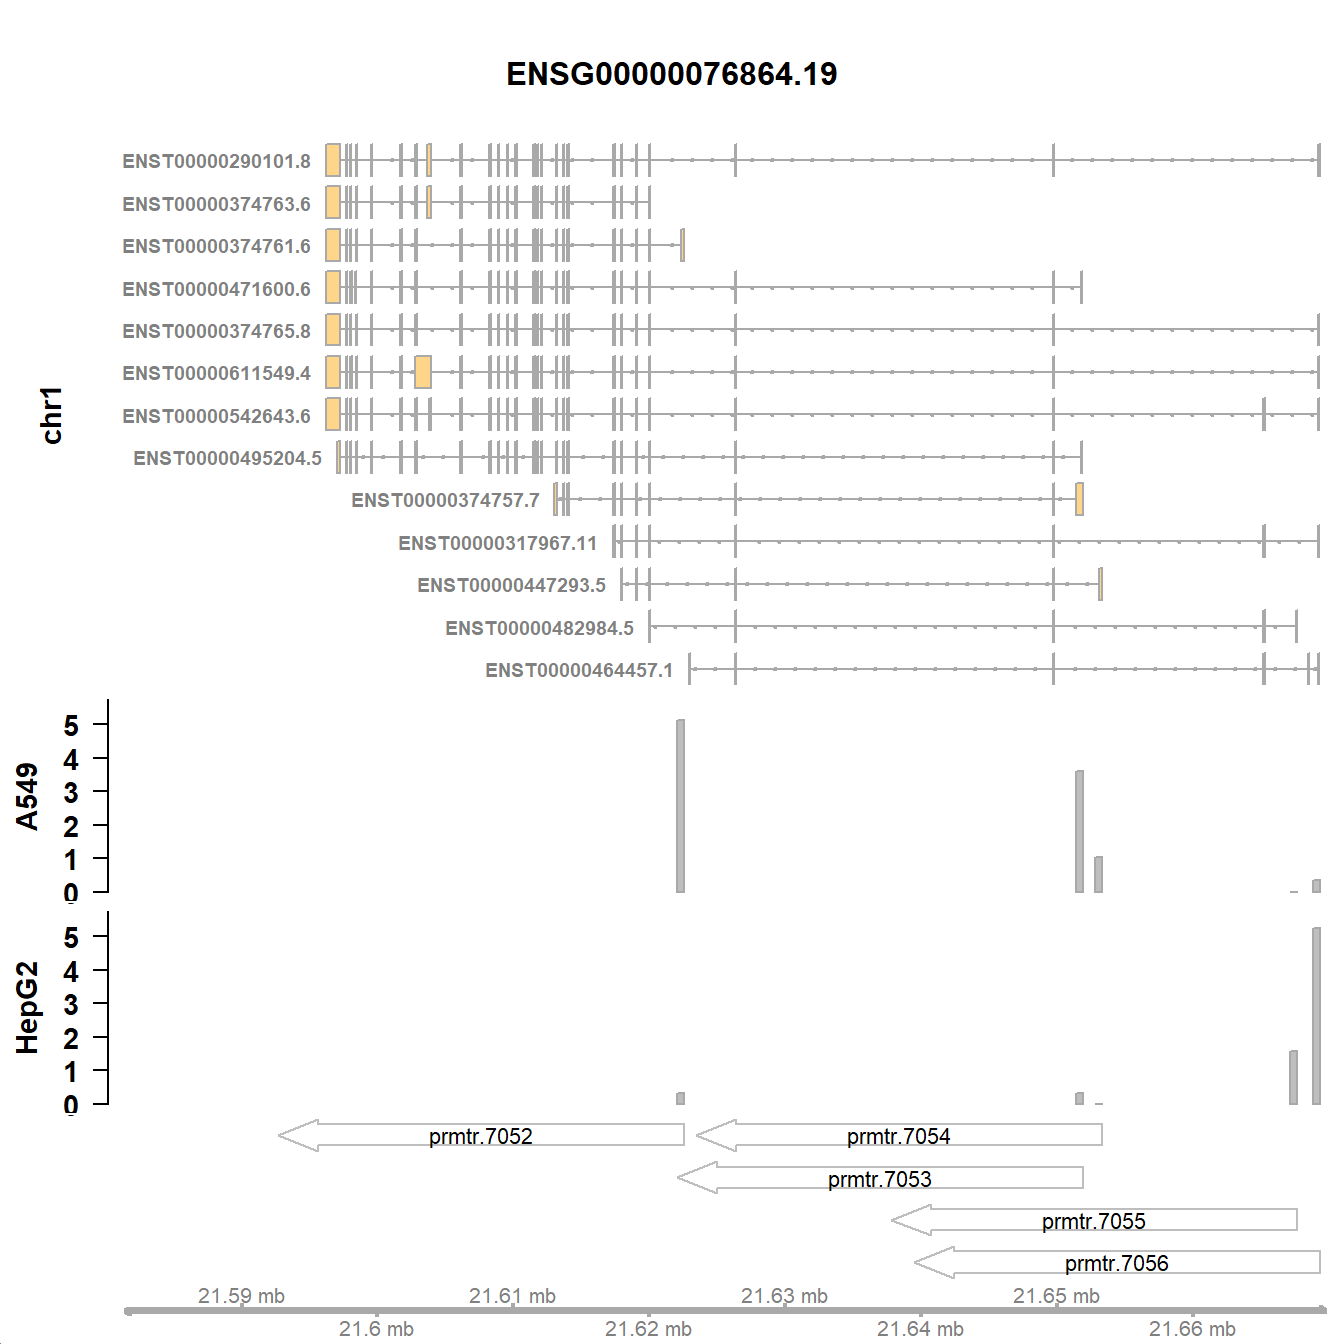 ENSG00000076864.19
ENST00000290101.8
ENST00000374763.6
ENST00000374761.6
ENST00000471600.6
ENST00000374765.8
ENST00000611549.4
ENST00000542643.6
ENST00000495204.5
ENST00000374757.7
ENST00000317967.11
ENST00000447293.5
ENST00000482984.5
ENST00000464457.1
chr1
5
4
3
2
1
0
A549
5
4
3
2
1
0
HepG2
prmtr.7052 prmtr.7054
prmtr.7053
prmtr.7055
prmtr.7056
21.59 mb 21.61 mb 21.63 mb 21.65 mb
21.6 mb 21.62 mb 21.64 mb 21.66 mb